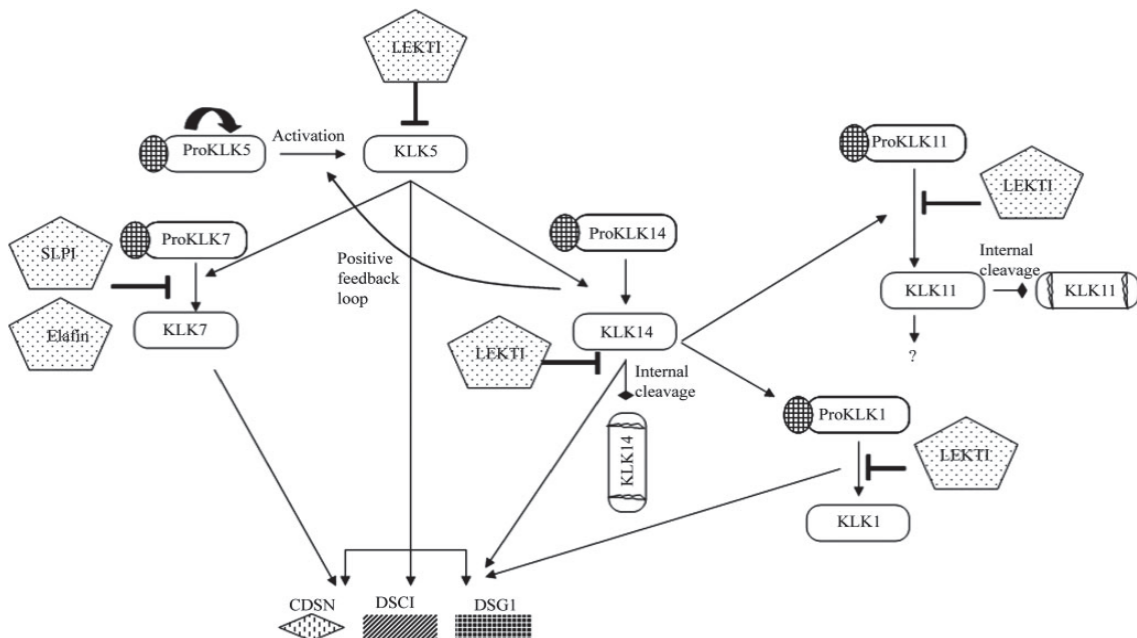 LEKTI
ProKLK5
Activation
KLK5
ProKLK11
LEKTI
SLPI
ProKLK7
ProKLK14
Positive
feedback
loop
Internal
cleavage
KLK11
KLK11
Elafin
KLK7
KLK14
LEKTI
?
Internal
cleavage
KLK14
ProKLK1
LEKTI
KLK1
CDSN
DSCI
DSG1